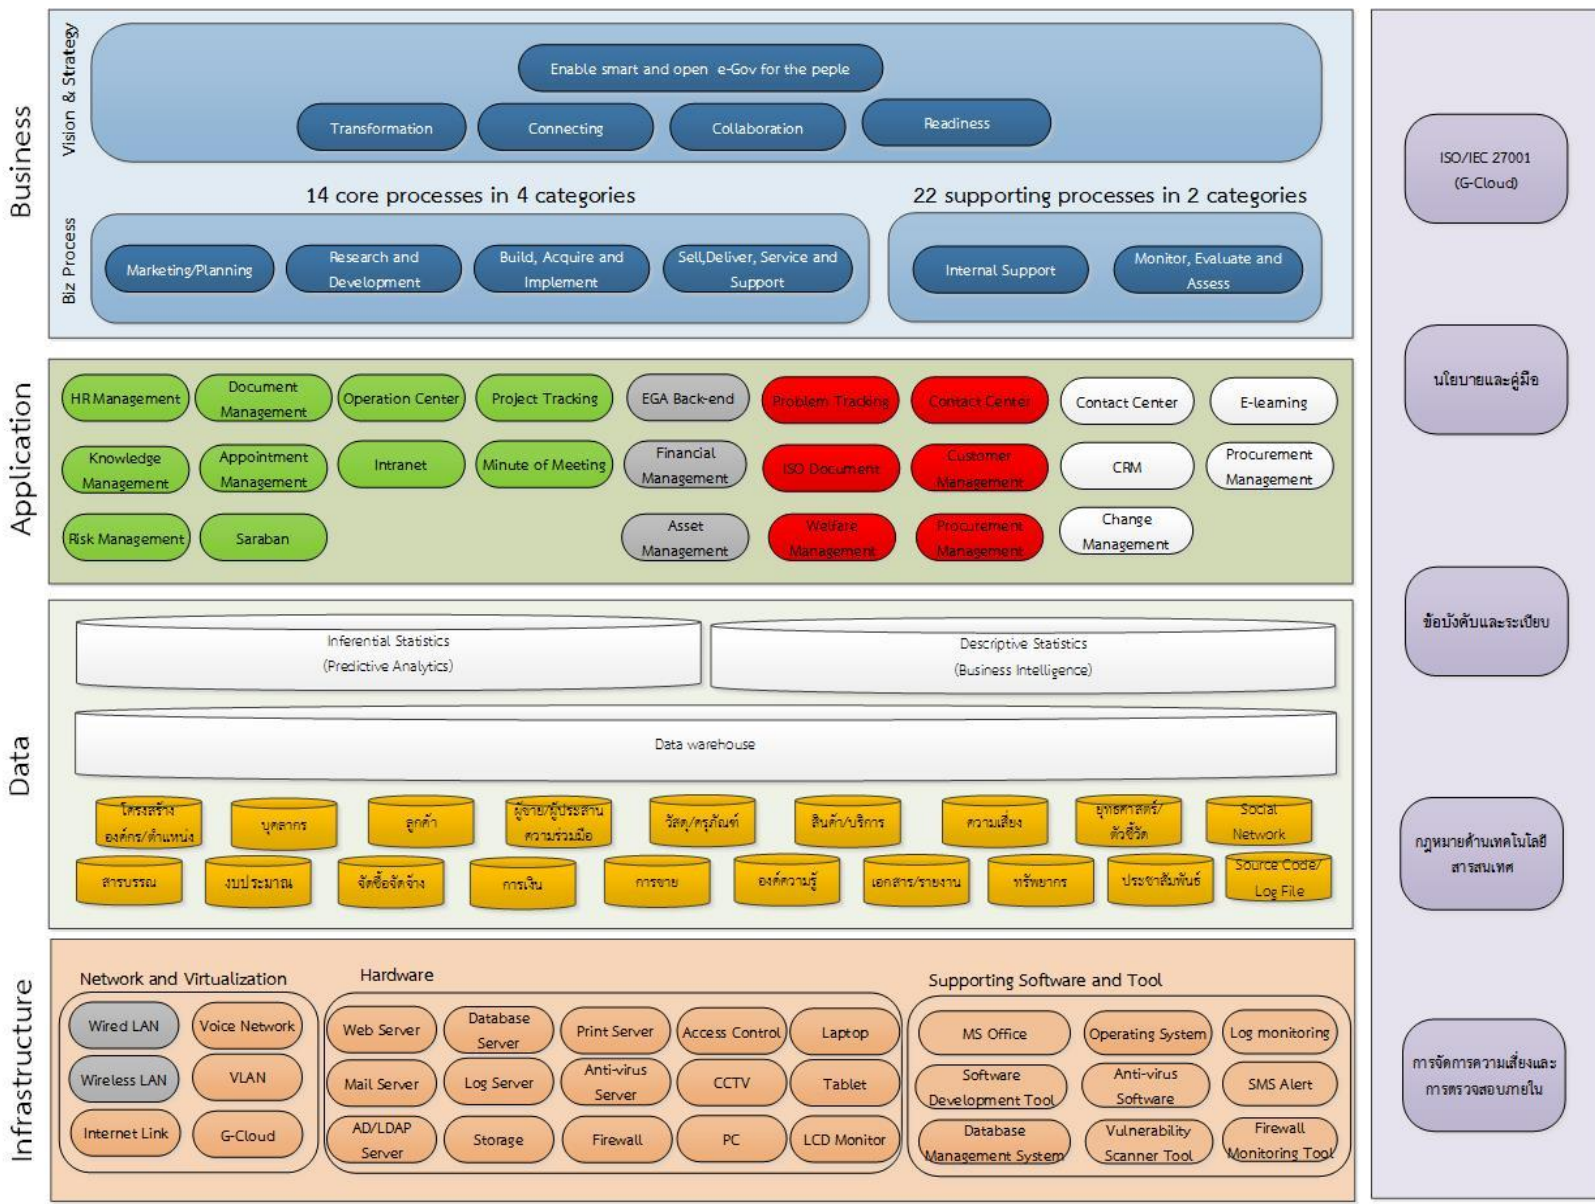 Business
Vision & Strategy
Enable smart and open e-Gov for the peple
Transformation
Connecting
Collaboration
Readiness
14 core processes in 4 categories
22 supporting processes in 2 categories
Biz Process
Marketing/Planning
Research and
Development
Build, Acquire and
Implement
Sell,Deliver, Service and
Support
Internal Support
Monitor, Evaluate and
Assess
Application
HR Management
Document
Management
Operation Center
Project Tracking
EGA Back-end
Problem Tracking
Contact Center
Contact Center
E-learning
Knowledge
Management
Appointment
Management
Intranet
Minute of Meeting
Financial
Management
ISO Document
Customer
Management
CRM
Procurement
Management
Risk Management
Saraban
Asset
Management
Welfare
Management
Procurement
Management
Change
Management
Data
Inferential Statistics
(Predictive Analytics)
Descriptive Statistics
(Business Intelligence)
Data warehouse
โครงสร้าง
องค์กร/ตำแหน่ง
บุคลากร
ลูกค้า
ผู้ขาย/ผู้ประสาน
ความร่วมมือ
วัสดุ/ครุภัณฑ์
สินค้า/บริการ
ความเสี่ยง
ยุทธศาสตร์/
ตัวชี้วัด
Social
Network
สารบรรณ
งบประมาณ
จัดซื้อจัดจ้าง
การเงิน
การขาย
องค์ความรู้
เอกสาร/รายงาน
ทรัพยากร
ประชาสัมพันธ์
Source Code/
Log File
Infrastructure
Network and Virtualization
Wired LAN
Voice Network
Wireless LAN
VLAN
Internet Link
G-Cloud
Hardware
Web Server
Database
Server
Print Server
Access Control
Laptop
Mail Server
Log Server
Anti-virus
Server
CCTV
Tablet
AD/LDAP
Server
Storage
Firewall
PC
LCD Monitor
Supporting Software and Tool
MS Office
Operating System
Log monitoring
Software
Development Tool
Anti-virus
Software
SMS Alert
Database
Management System
Vulnerability
Scanner Tool
Firewall
Monitoring Tool
ISO/IEC 27001
(G-Cloud)
นโยบายและคู่มือ
ข้อบังคับและระเบียบ
กฎหมายด้านเทคโนโลยี
สารสนเทศ
การจัดการความเสี่ยงและ
การตรวจสอบภายใน